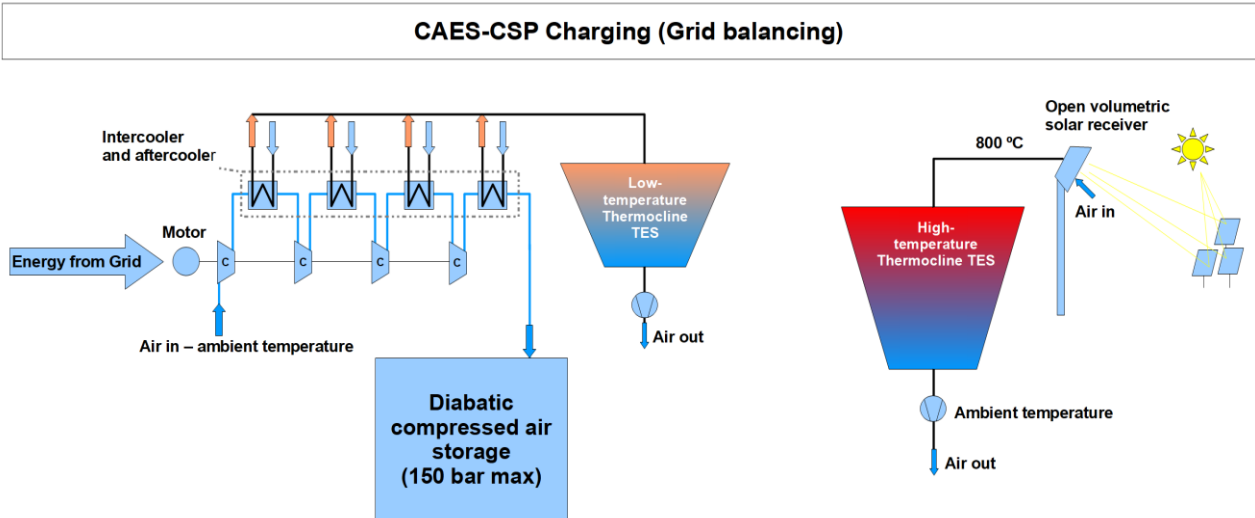 CAES-CSP Charging (Grid balancing)
Intercooler
and aftercooler
Motor
Energy from Grid
C
C
C
C
Air in – ambient temperature
Diabatic
compressed air
storage
(150 bar max)
Low-
temperature
Thermocline
TES
Air out
800 ºC
Open volumetric
solar receiver
Air in
High-
temperature
Thermocline TES
Ambient temperature
Air out